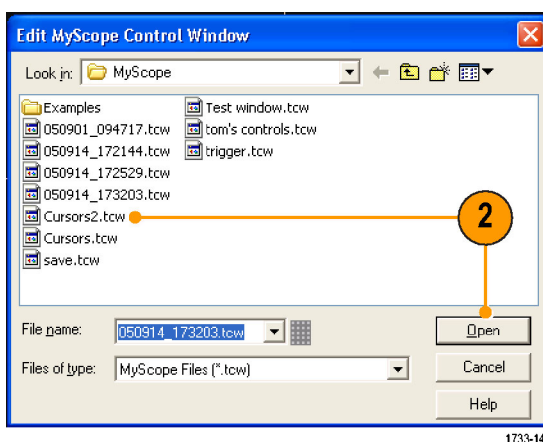 Edit MyScope Control Window
Look in: MyScope
Examples
050901_094717.tcw
050914_172144.tcw
050914_172529.tcw
050914_173203.tcw
Cursors2.tcw
Cursors.tcw
save.tcw
Test window.tcw
tom's controls.tcw
trigger.tcw
2
File name: 050914_173203.tcw
Open
Files of type: MyScope Files (*.tcw)
Cancel
Help
1733-14